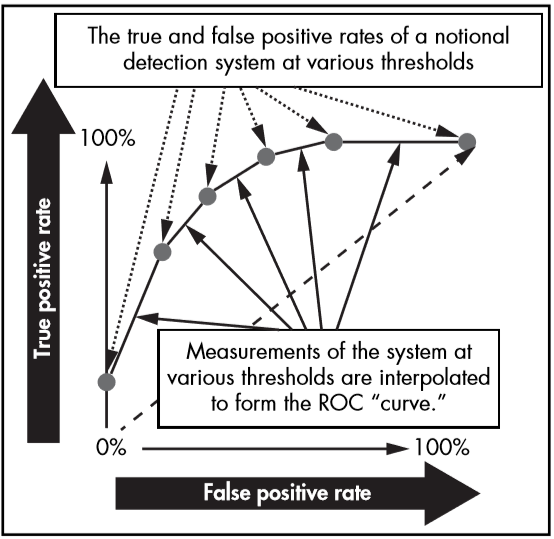 The true and false positive rates of a notional
detection system at various thresholds
100%
True positive rate
Measurements of the system at
various thresholds are interpolated
to form the ROC “curve.”
0%
100%
False positive rate